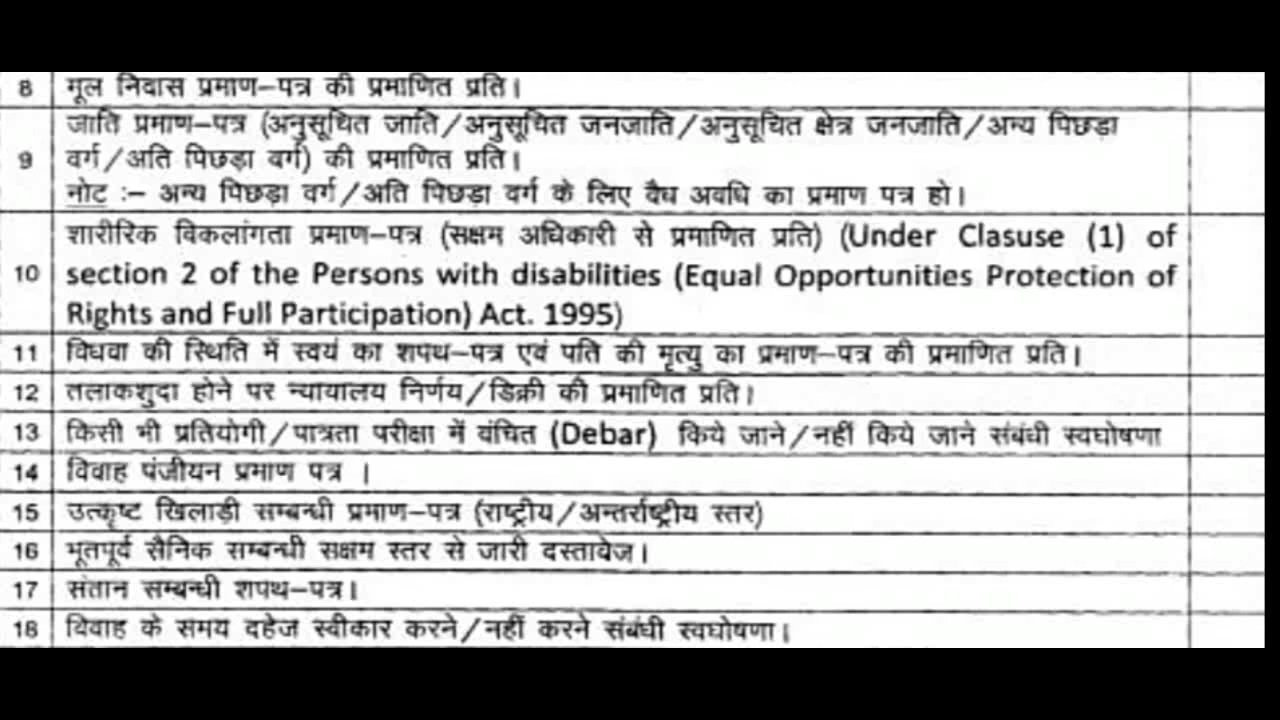 8 मूल निवास प्रमाण–पत्र की प्रमाणित प्रति।
जाति प्रमाण–पत्र (अनुसूचित जाति/अनुसूचित जनजाति/अनुसूचित क्षेत्र जनजाति/अन्य पिछड़ा
9 वर्ग/अति पिछड़ा वर्ग) की प्रमाणित प्रति।
नोट :– अन्य पिछड़ा वर्ग/अति पिछड़ा वर्ग के लिए वैध अवधि का प्रमाण पत्र हो।
शारीरिक विकलांगता प्रमाण–पत्र (सक्षम अधिकारी से प्रमाणित प्रति) (Under Clasuse (1) of
10 section 2 of the Persons with disabilities (Equal Opportunities Protection of
Rights and Full Participation) Act. 1995)
11 विधवा की स्थिति में स्वयं का शपथ–पत्र एवं पति की मृत्यु का प्रमाण–पत्र की प्रमाणित प्रति।
12 तलाकशुदा होने पर न्यायालय निर्णय/डिक्री की प्रमाणित प्रति।
13 किसी भी प्रतियोगी/पात्रता परीक्षा में वंचित (Debar) किये जाने/नहीं किये जाने संबंधी स्वघोषणा
14 विवाह पंजीयन प्रमाण पत्र ।
15 उत्कृष्ट खिलाड़ी सम्बन्धी प्रमाण–पत्र (राष्ट्रीय/अन्तर्राष्ट्रीय स्तर)
16 भूतपूर्व सैनिक सम्बन्धी सक्षम स्तर से जारी दस्तावेज।
17 संतान सम्बन्धी शपथ–पत्र।
18 विवाह के समय दहेज स्वीकार करने/नहीं करने संबंधी स्वघोषणा।